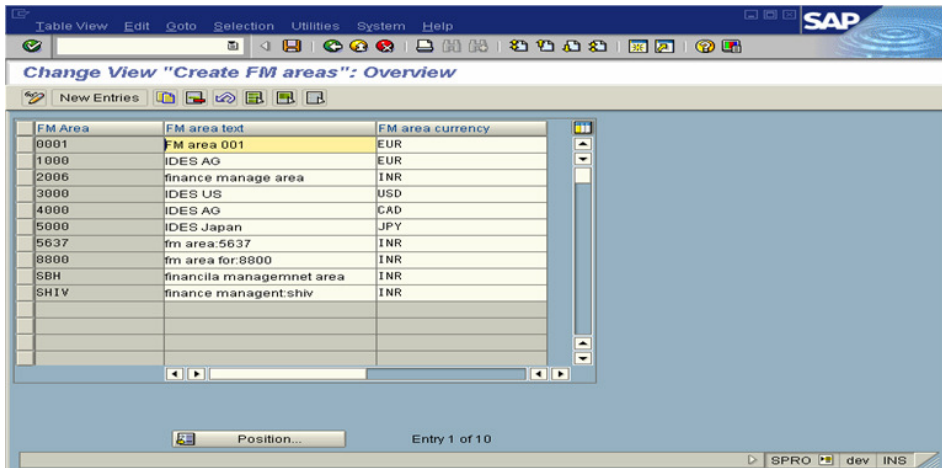 Table View Edit Goto Selection Utilities System Help
SAP
Change View "Create FM areas": Overview
New Entries
FM Area FM area text FM area currency
0001 FM area 001 EUR
1000 IDES AG EUR
2006 finance manage area INR
3000 IDES US USD
4000 IDES AG CAD
5000 IDES Japan JPY
5637 fm area:5637 INR
8800 fm area for:8800 INR
SBH financila managemnet area INR
SHIV finance managent:shiv INR
Position... Entry 1 of 10
SPRO dev INS